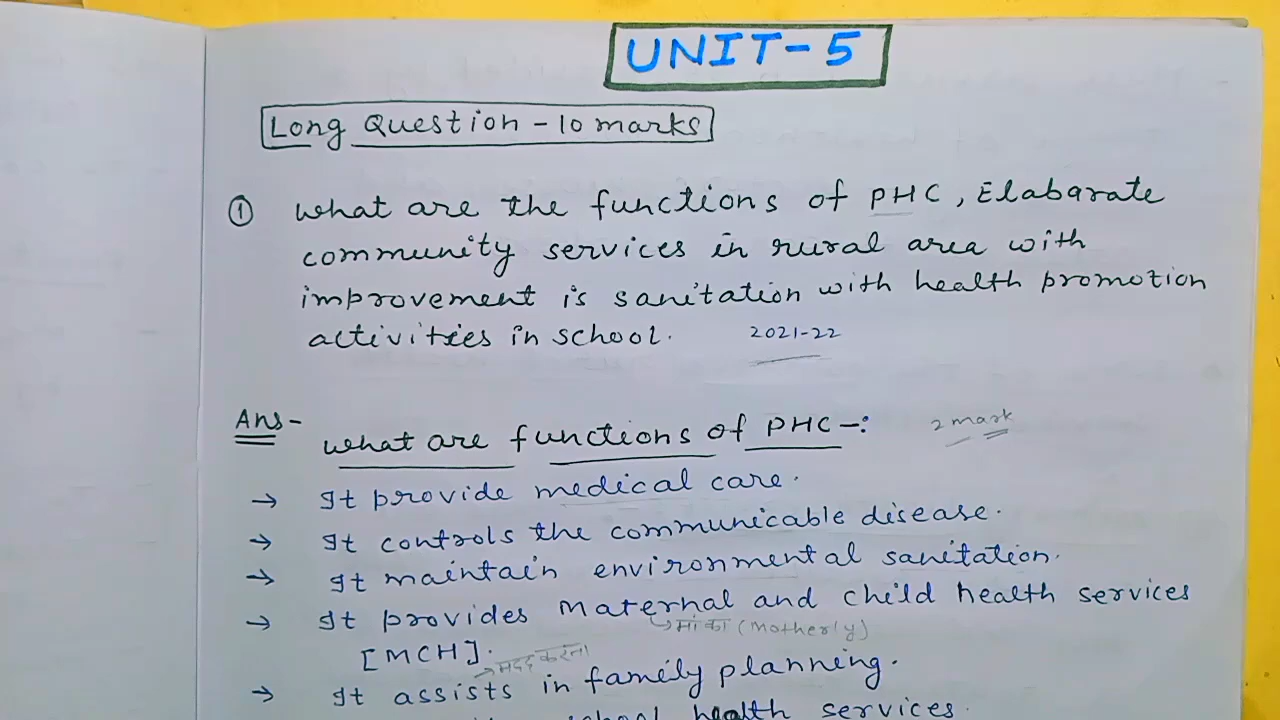 UNIT-5
Long Question - 10 marks
① What are the functions of PHC, Elabarate
community services in rural area with
improvement is sanitation with health promotion
activities in school. 2021-22
Ans- What are functions of PHC-: 2 mark
→ It provide medical care.
→ It controls the communicable disease.
→ It maintain environmental sanitation.
→ It provides Maternal and child health services
→ मां का (motherly)
[MCH].
→ मदद करना
→ It assists in family planning.
school health services.